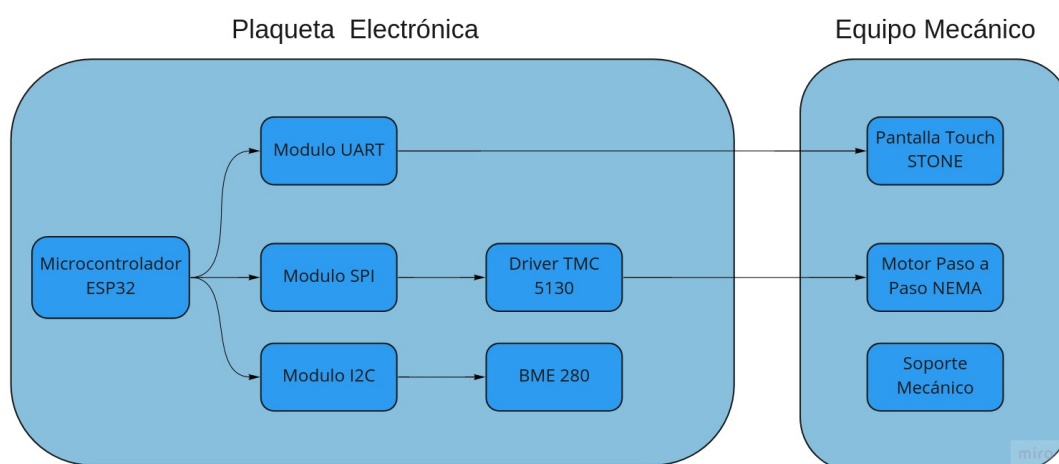 Plaqueta  Electrónica
Equipo Mecánico
Modulo UART
Pantalla Touch
STONE
Microcontrolador
ESP32
Modulo SPI
Driver TMC
5130
Motor Paso a
Paso NEMA
Modulo I2C
BME 280
Soporte
Mecánico
miro